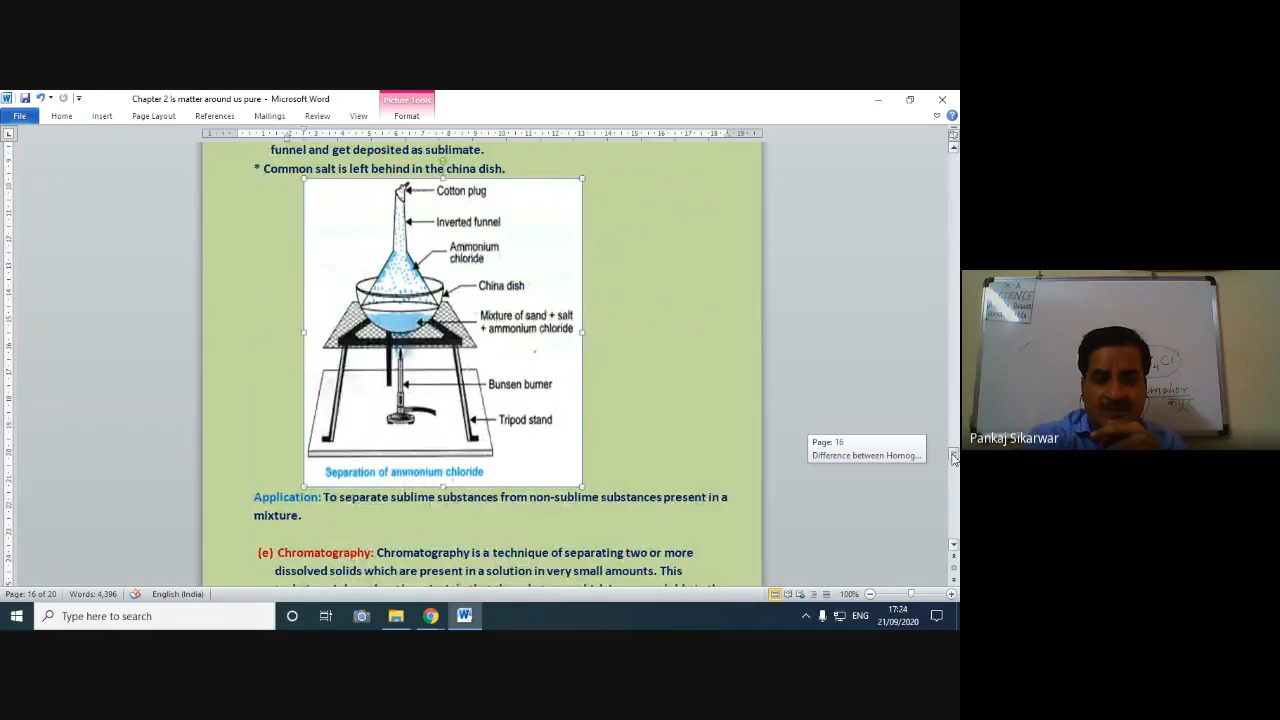 Chapter 2 Is matter around us pure - Microsoft Word
Picture Tools
File Home Insert Page Layout References Mailings Review View Format
funnel and get deposited as sublimate.
* Common salt is left behind in the china dish.
Cotton plug
Inverted funnel
Ammonium
chloride
China dish
Mixture of sand + salt
+ ammonium chloride
Bunsen burner
Tripod stand
Separation of ammonium chloride
Application: To separate sublime substances from non-sublime substances present in a
mixture.
(e) Chromatography: Chromatography is a technique of separating two or more
dissolved solids which are present in a solution in very small amounts. This
Page: 16
Difference between Homog...
Pankaj Sikarwar
Page: 16 of 20 Words: 4,396 English (India) 100%
Type here to search
ENG
17:24
21/09/2020